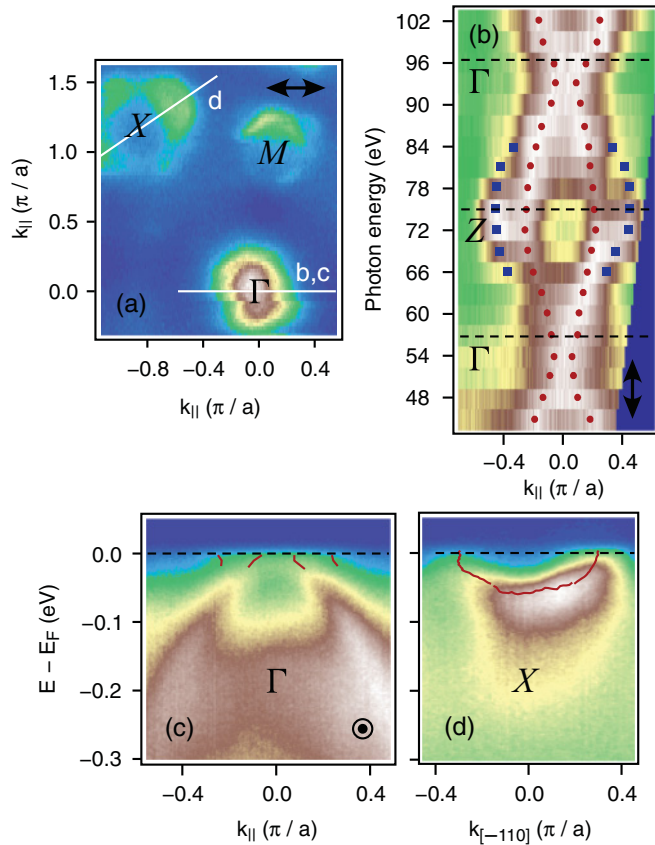 (a)
k|| (π / a)
1.5
1.0
0.5
0.0
X
d
M
b,c
Γ
−0.8
−0.4
0.0
0.4
k|| (π / a)
(b)
Photon energy (eV)
102
96
90
84
78
72
66
60
54
48
Γ
Z
Γ
−0.4
0.0
0.4
k|| (π / a)
E − EF (eV)
0.0
−0.1
−0.2
−0.3
Γ
(c)
−0.4
0.0
0.4
k|| (π / a)
X
(d)
−0.4
0.0
0.4
k[−110] (π / a)